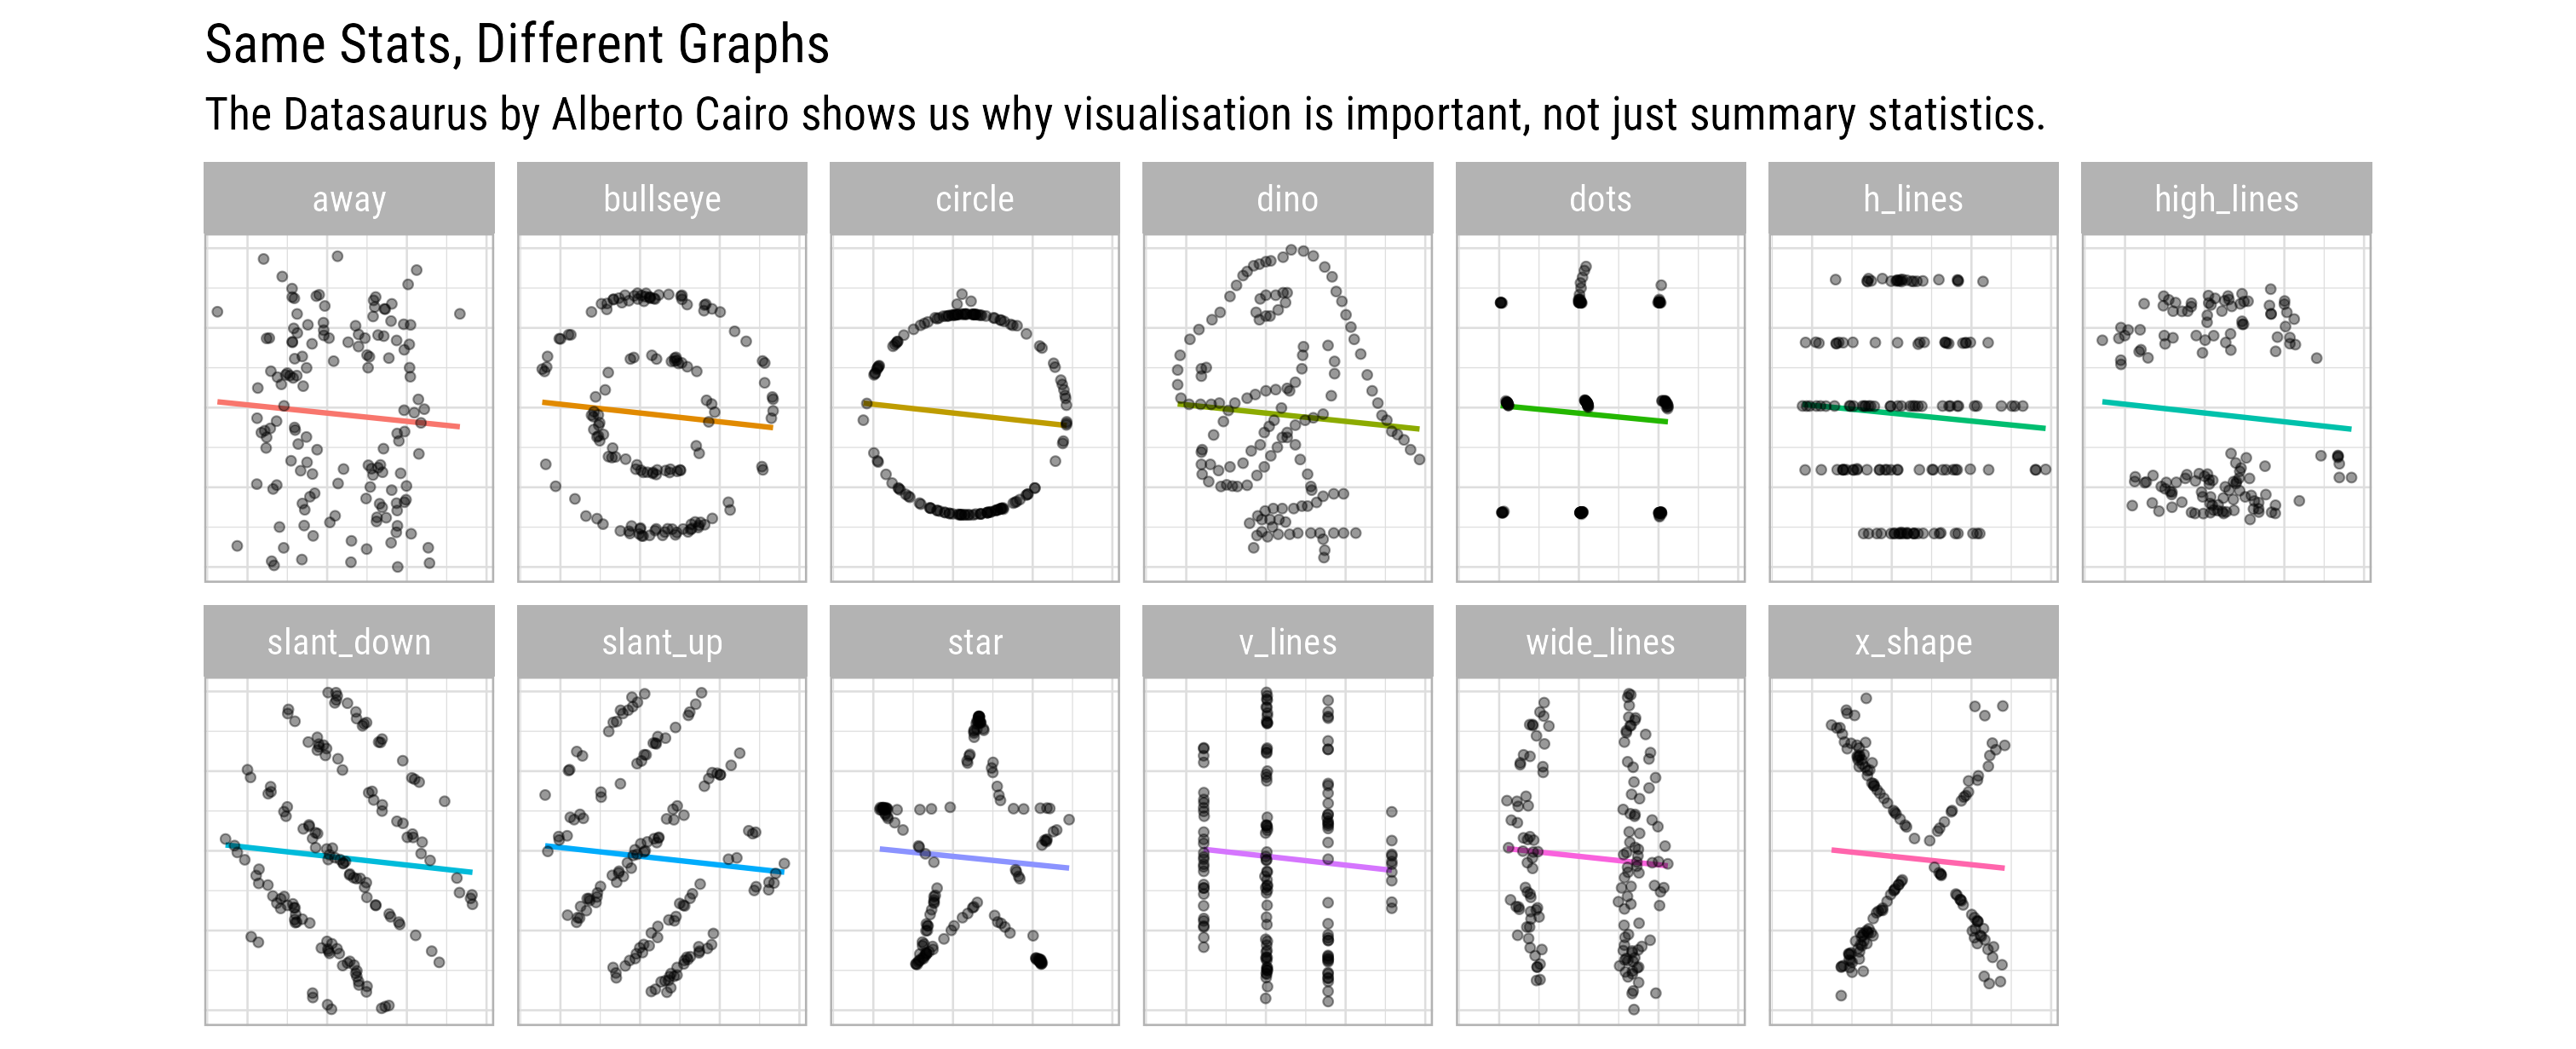 Same Stats, Different Graphs
The Datasaurus by Alberto Cairo shows us why visualisation is important, not just summary statistics.
away
bullseye
circle
dino
dots
h_lines
high_lines
slant_down
slant_up
star
v_lines
wide_lines
x_shape